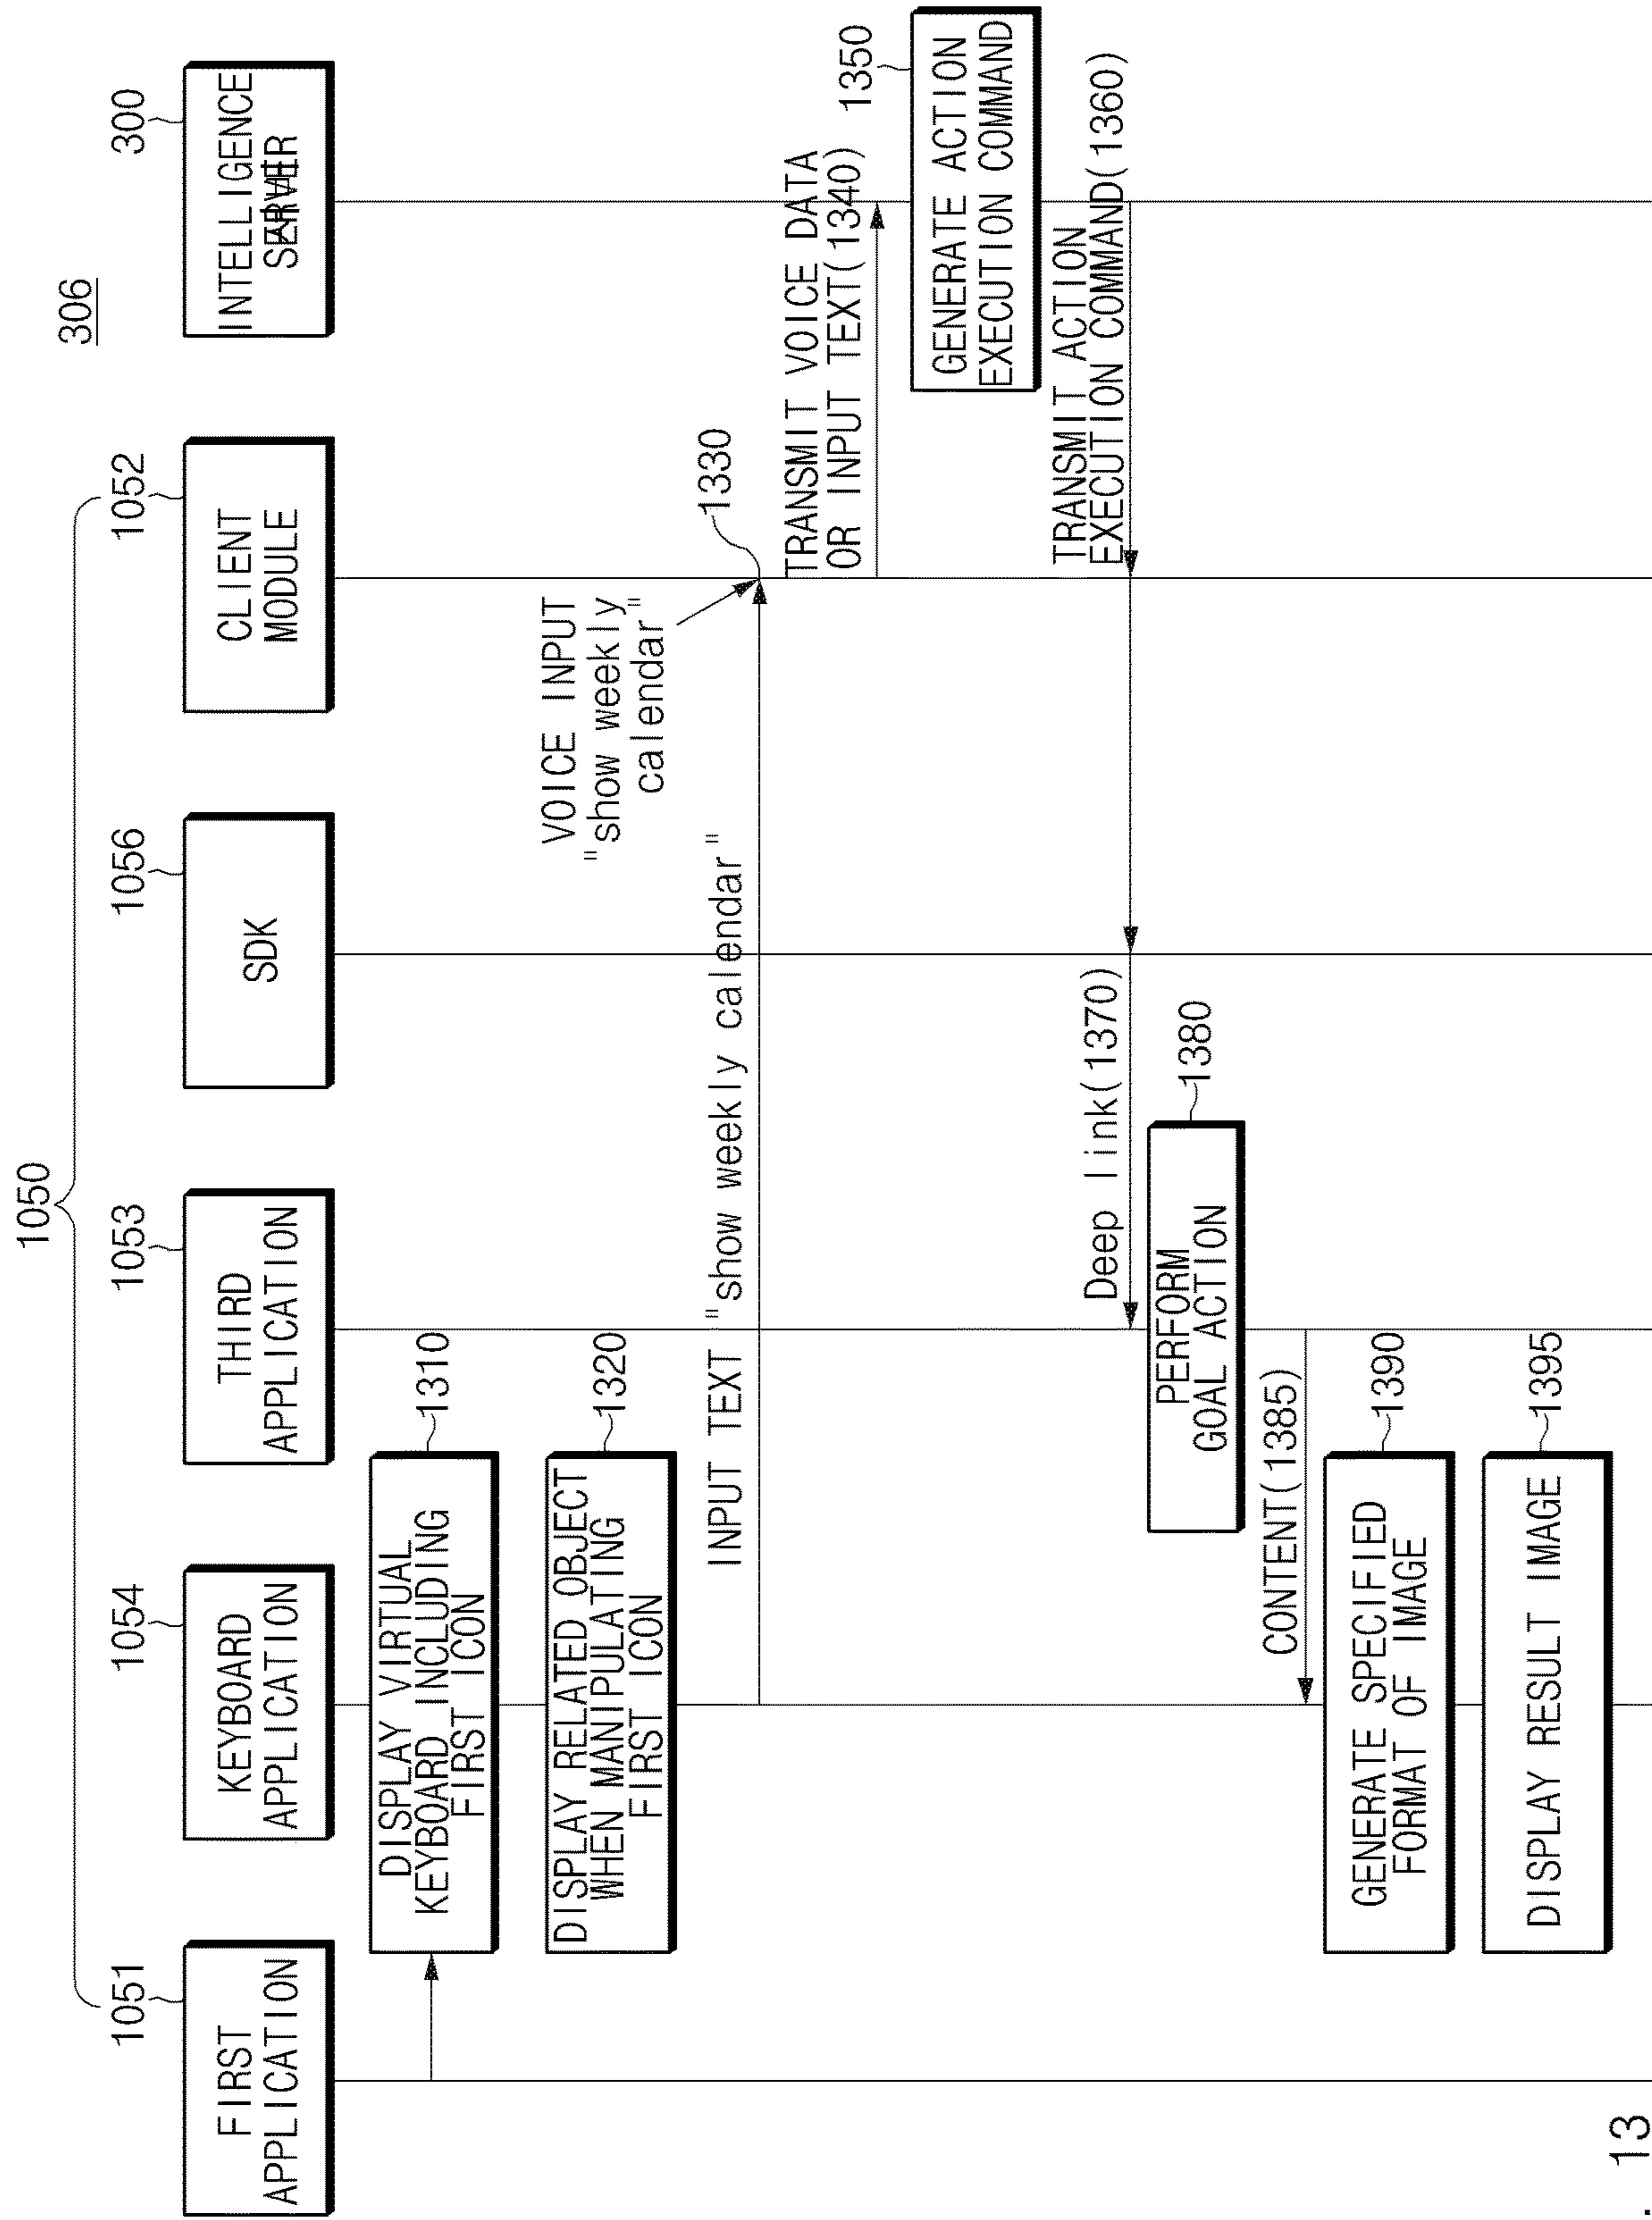 306
1050
1051
1054
1053
1056
1052
300
FIRST
APPLICATION
KEYBOARD
APPLICATION
THIRD
APPLICATION
SDK
CLIENT
MODULE
INTELLIGENCE
SERVER
DISPLAY VIRTUAL
KEYBOARD INCLUDING
FIRST ICON
1310
DISPLAY RELATED OBJECT
WHEN MANIPULATING
FIRST ICON
1320
VOICE INPUT
"show weekly
calendar"
INPUT TEXT "show weekly calendar"
1330
TRANSMIT VOICE DATA
OR INPUT TEXT(1340)
GENERATE ACTION
EXECUTION COMMAND
1350
TRANSMIT ACTION
EXECUTION COMMAND(1360)
Deep link(1370)
PERFORM
GOAL ACTION
1380
CONTENT(1385)
GENERATE SPECIFIED
FORMAT OF IMAGE
1390
DISPLAY RESULT IMAGE
1395
. 13